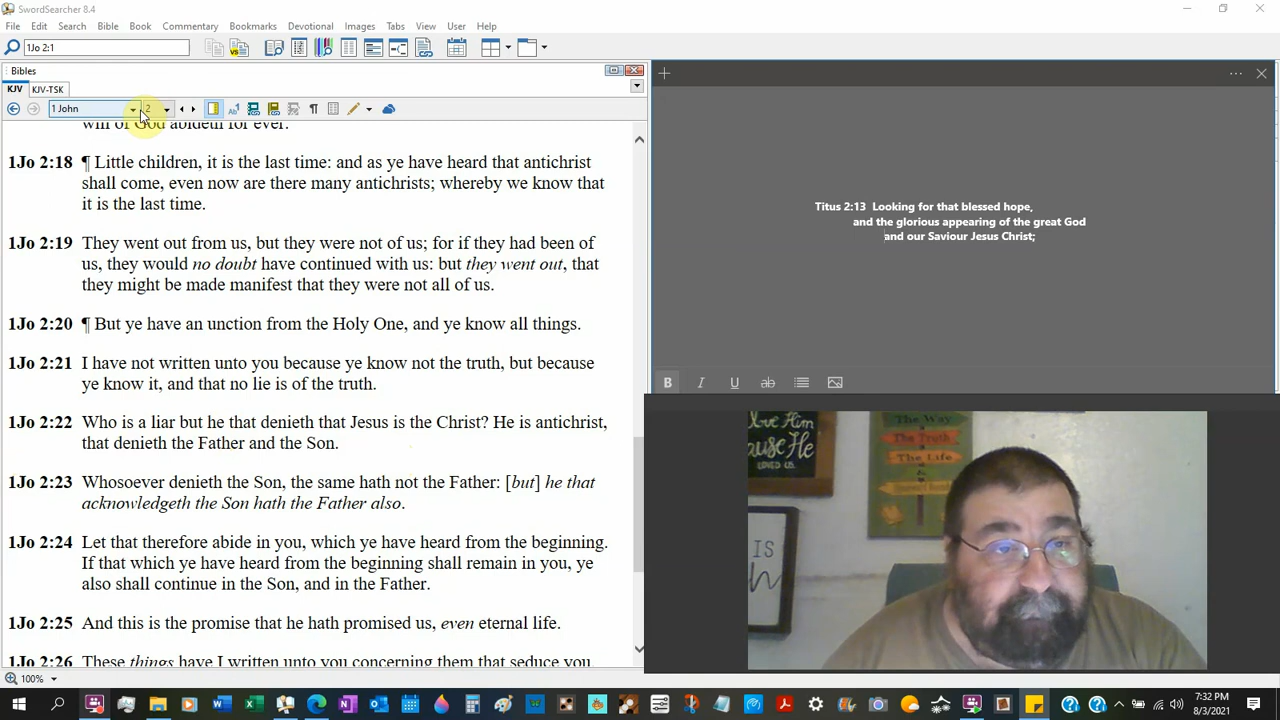 SwordSearcher 8.4
File Edit Search Bible Book Commentary Bookmarks Devotional Images Tabs View User Help
1Jo 2:1
Bibles
KJV KJV-TSK
1 John 2
will of God abideth for ever.
1Jo 2:18 ¶ Little children, it is the last time: and as ye have heard that antichrist
shall come, even now are there many antichrists; whereby we know that
it is the last time.
1Jo 2:19 They went out from us, but they were not of us; for if they had been of
us, they would no doubt have continued with us: but they went out, that
they might be made manifest that they were not all of us.
1Jo 2:20 ¶ But ye have an unction from the Holy One, and ye know all things.
1Jo 2:21 I have not written unto you because ye know not the truth, but because
ye know it, and that no lie is of the truth.
1Jo 2:22 Who is a liar but he that denieth that Jesus is the Christ? He is antichrist,
that denieth the Father and the Son.
1Jo 2:23 Whosoever denieth the Son, the same hath not the Father: [but] he that
acknowledgeth the Son hath the Father also.
1Jo 2:24 Let that therefore abide in you, which ye have heard from the beginning.
If that which ye have heard from the beginning shall remain in you, ye
also shall continue in the Son, and in the Father.
1Jo 2:25 And this is the promise that he hath promised us, even eternal life.
1Jo 2:26 These things have I written unto you concerning them that seduce you.
100%
Titus 2:13 Looking for that blessed hope,
and the glorious appearing of the great God
and our Saviour Jesus Christ;
Him
He
LOVED US.
The Way
The Truth
The Life
IS
7:32 PM
8/3/2021